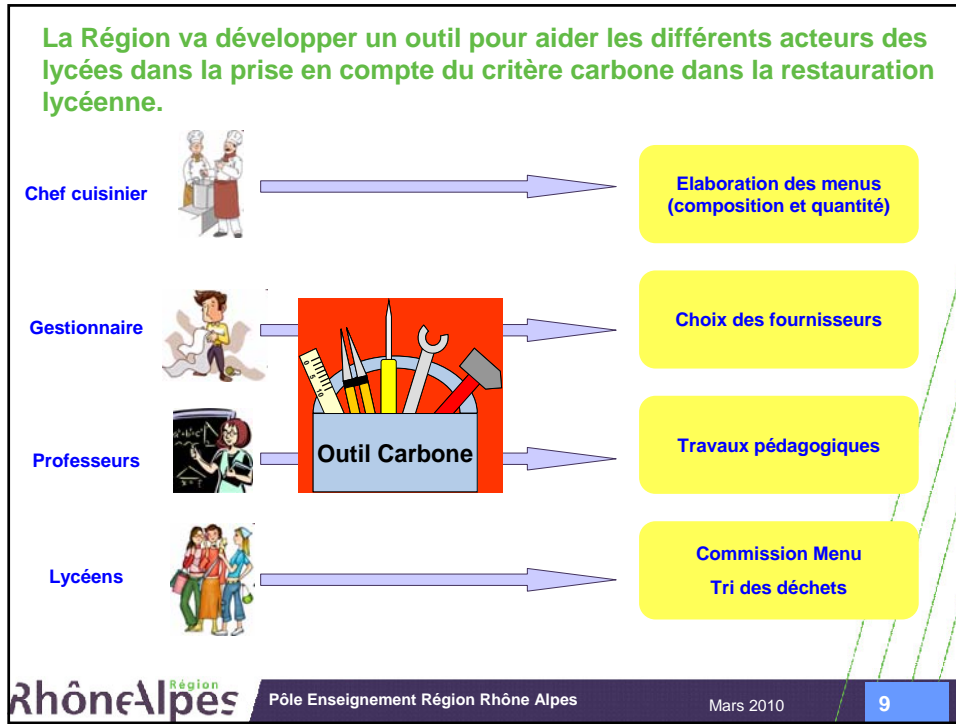 La Région va développer un outil pour aider les différents acteurs des
lycées dans la prise en compte du critère carbone dans la restauration
lycéenne.
Chef cuisinier
Elaboration des menus
(composition et quantité)
Gestionnaire
Choix des fournisseurs
0 5 10
Outil Carbone
Professeurs
Travaux pédagogiques
Lycéens
Commission Menu
Tri des déchets
Région
RhôneAlpes
Pôle Enseignement Région Rhône Alpes
Mars 2010
9